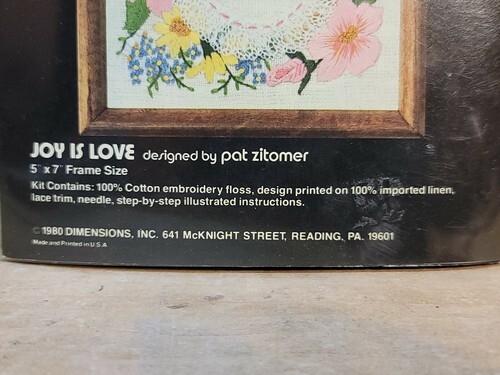 JOY IS LOVE designed by pat zitomer
5" x 7" Frame Size
Kit Contains: 100% Cotton embroidery floss, design printed on 100% imported linen,
lace trim, needle, step-by-step illustrated instructions.
©1980 DIMENSIONS, INC. 641 McKNIGHT STREET, READING, PA. 19601
Made and Printed in U.S.A.